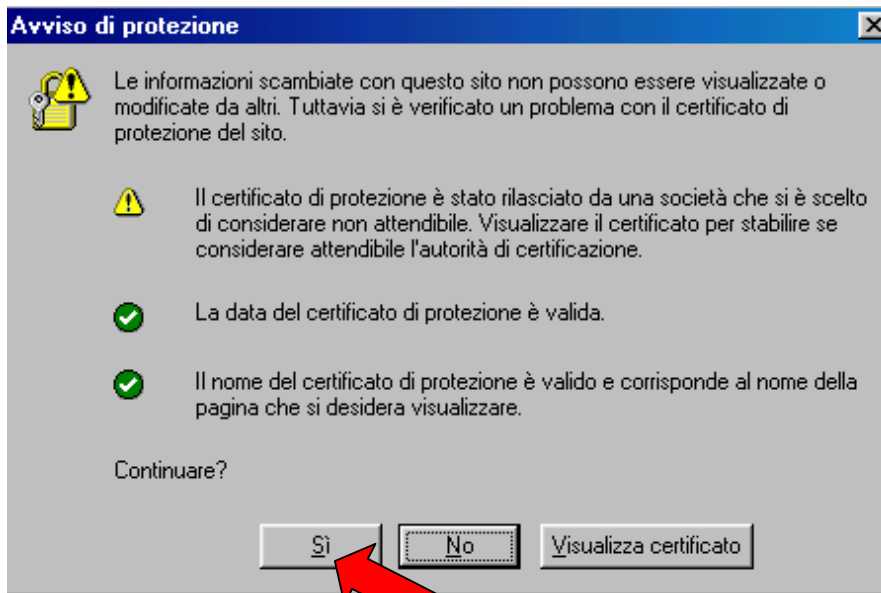 Avviso di protezione
Le informazioni scambiate con questo sito non possono essere visualizzate o
modificate da altri. Tuttavia si è verificato un problema con il certificato di
protezione del sito.
Il certificato di protezione è stato rilasciato da una società che si è scelto
di considerare non attendibile. Visualizzare il certificato per stabilire se
considerare attendibile l'autorità di certificazione.
La data del certificato di protezione è valida.
Il nome del certificato di protezione è valido e corrisponde al nome della
pagina che si desidera visualizzare.
Continuare?
Sì No Visualizza certificato